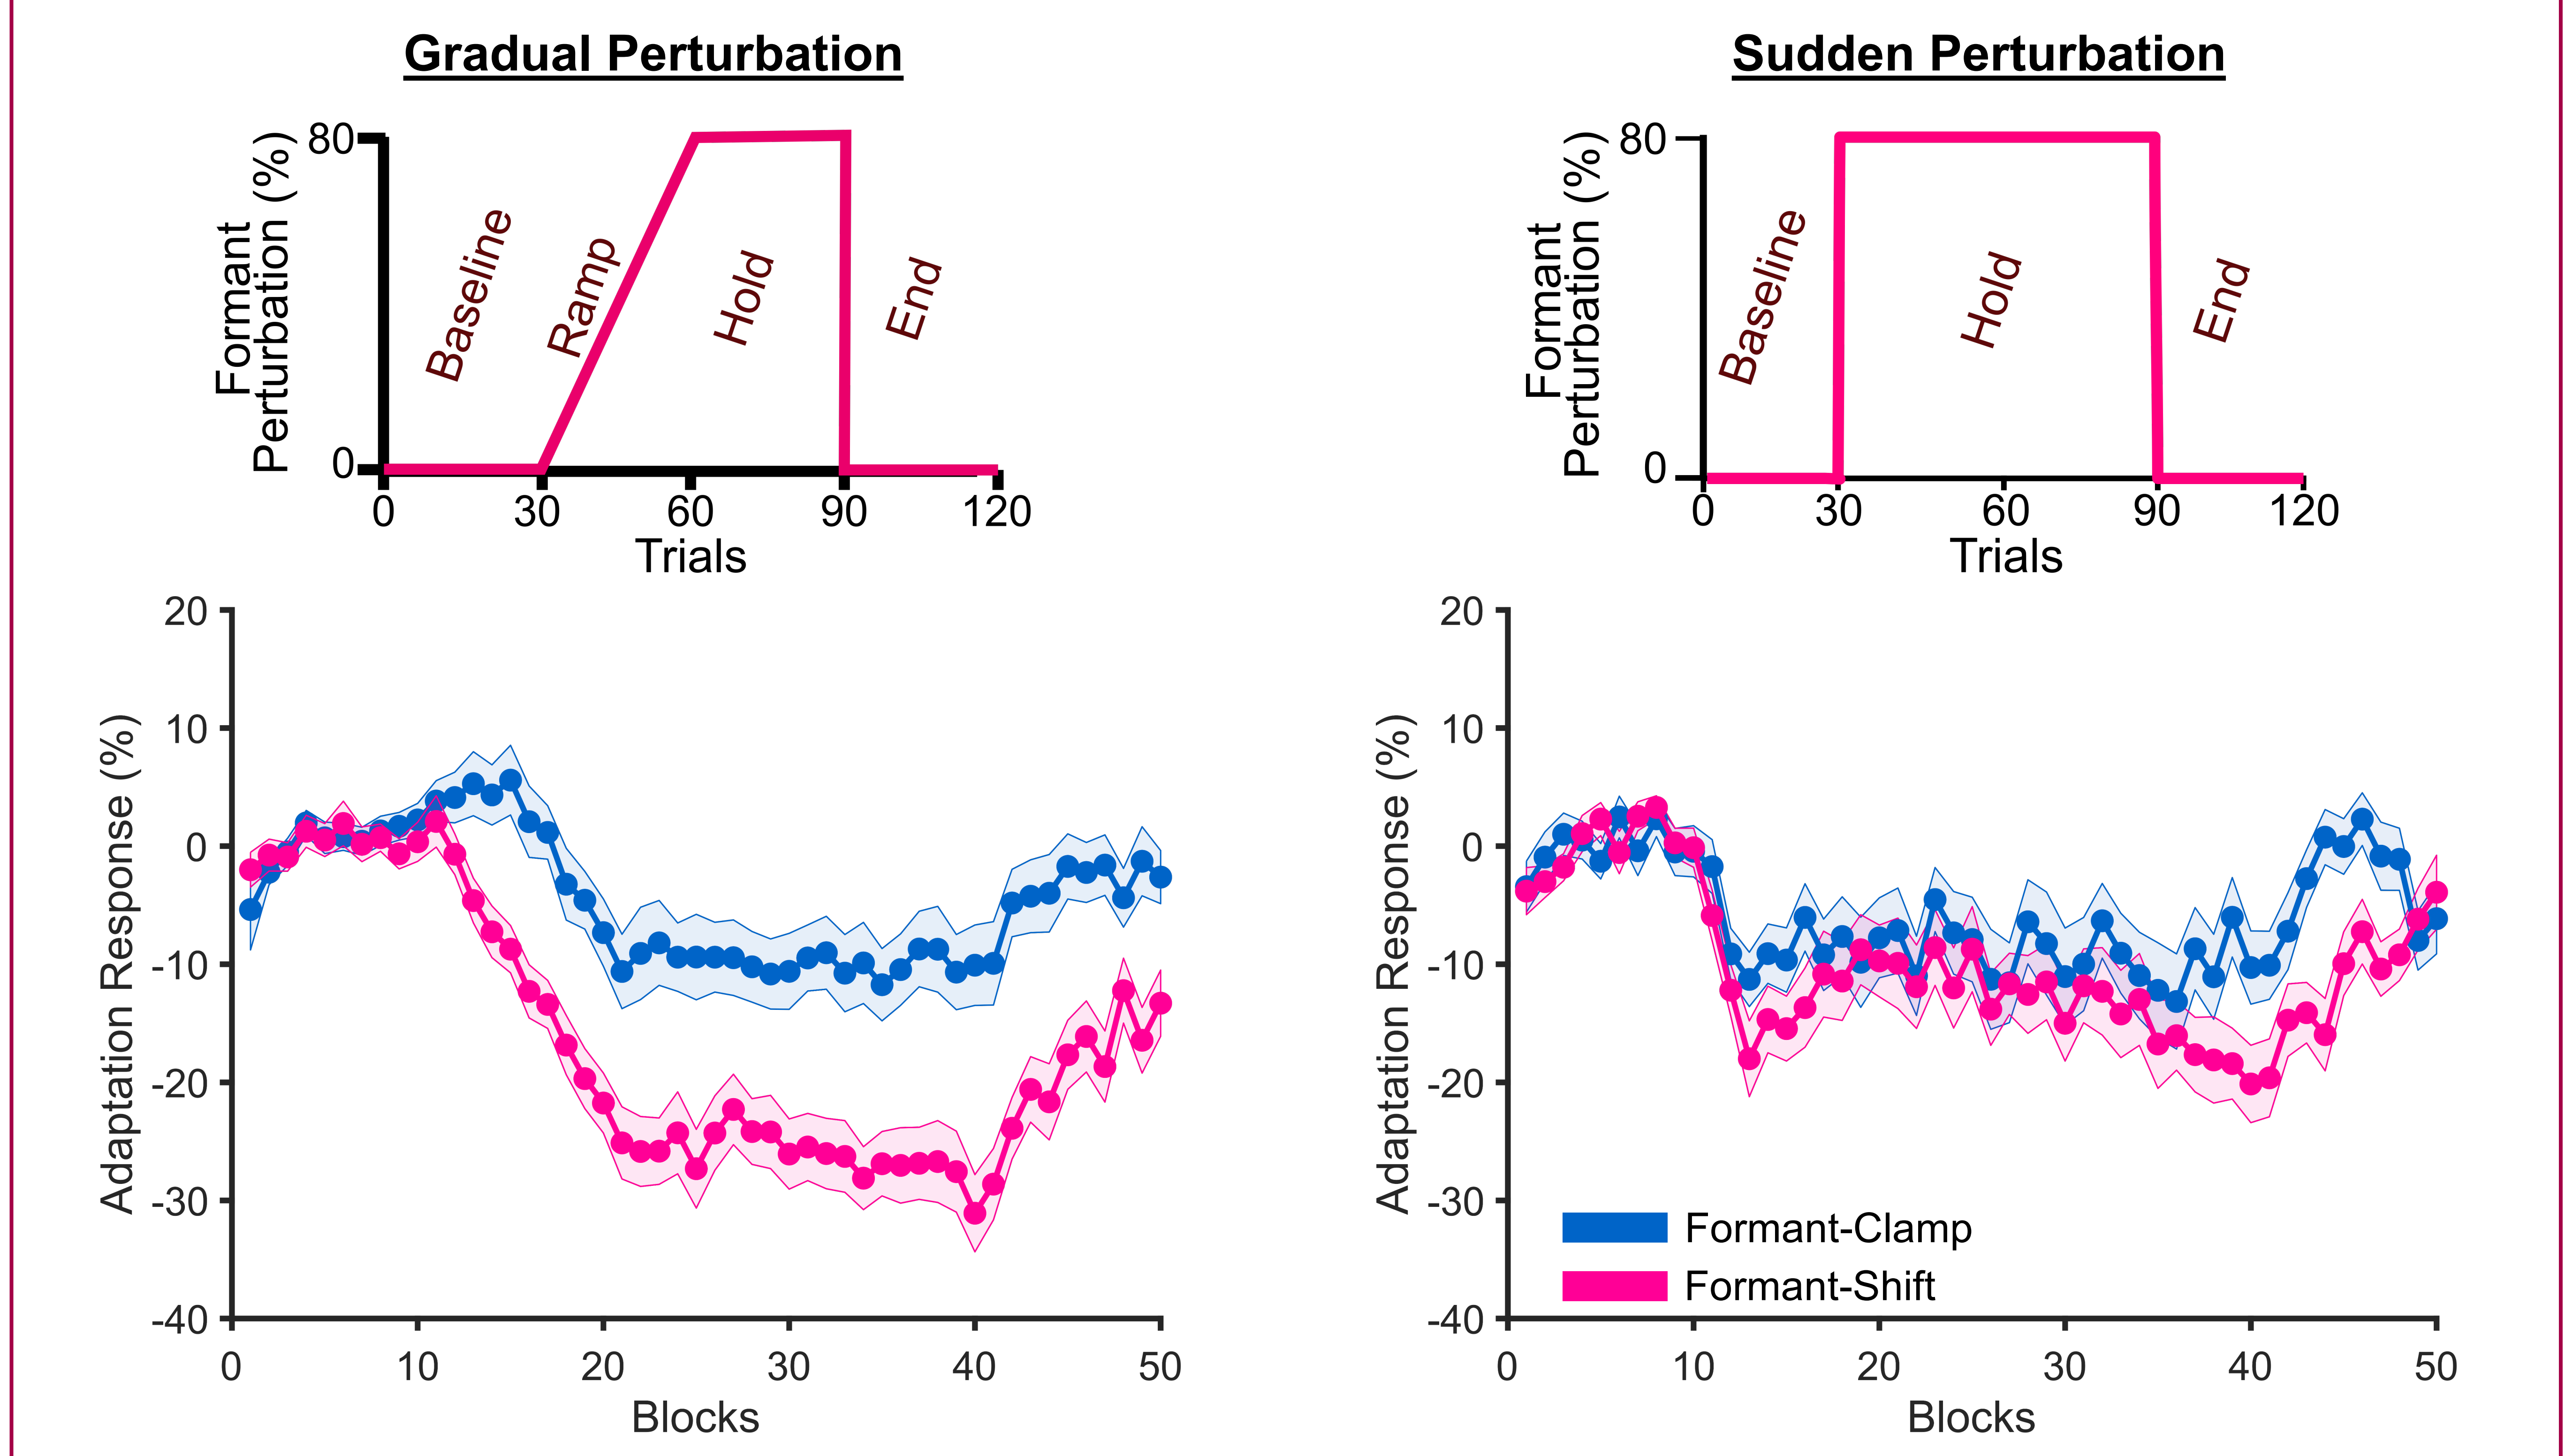 Gradual Perturbation
Formant
Perturbation (%)
80
0
Baseline
Ramp
Hold
End
0 30 60 90 120
Trials
Sudden Perturbation
Formant
Perturbation (%)
80
0
Baseline
Hold
End
0 30 60 90 120
Trials
Adaptation Response (%)
20
10
0
-10
-20
-30
-40
0 10 20 30 40 50
Blocks
Adaptation Response (%)
20
10
0
-10
-20
-30
-40
Formant-Clamp
Formant-Shift
0 10 20 30 40 50
Blocks